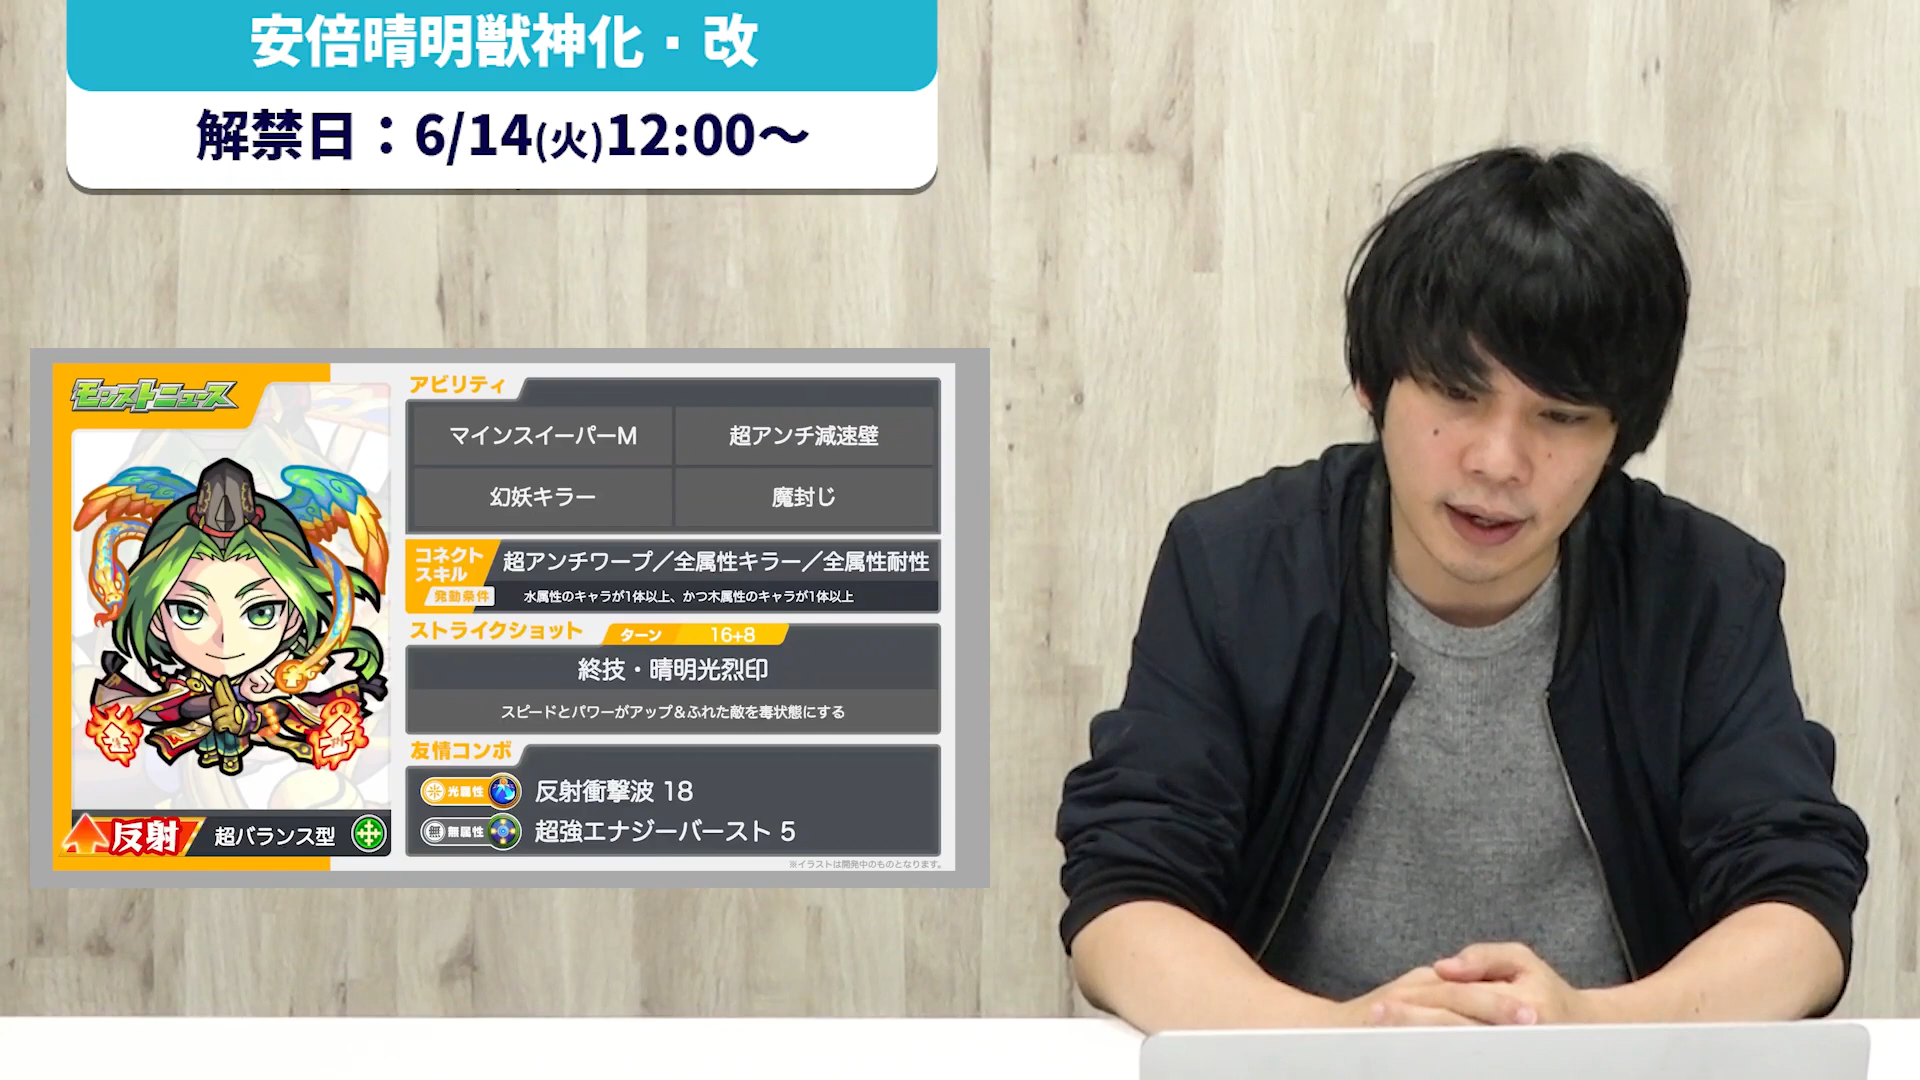 安倍晴明獣神化・改
解禁日：6/14(火)12:00～
モンストニュース
アビリティ
マインスイーパーM
超アンチ減速壁
幻妖キラー
魔封じ
コネクト
スキル
超アンチワープ／全属性キラー／全属性耐性
発動条件
水属性のキャラが1体以上、かつ木属性のキャラが1体以上
ストライクショット
ターン
16+8
終技・晴明光烈印
スピードとパワーがアップ＆ふれた敵を毒状態にする
友情コンボ
光属性
反射衝撃波 18
無属性
超強エナジーバースト 5
反射
超バランス型
※イラストは開発中のものとなります。